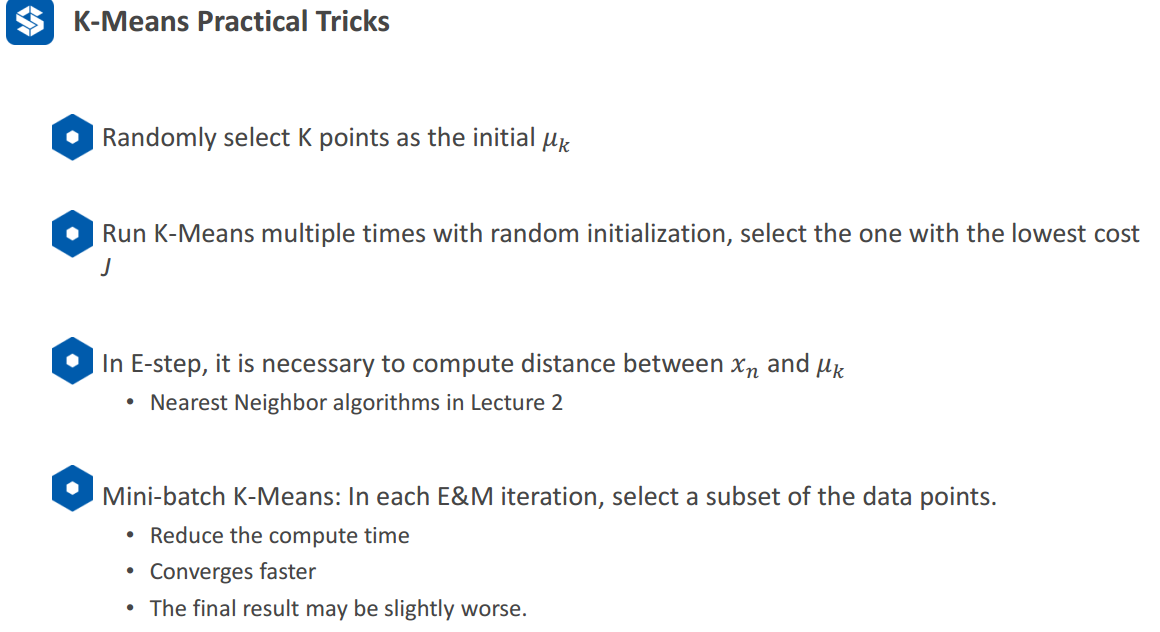 K-Means Practical Tricks
Randomly select K points as the initial μₖ
Run K-Means multiple times with random initialization, select the one with the lowest cost
J
In E-step, it is necessary to compute distance between xₙ and μₖ
• Nearest Neighbor algorithms in Lecture 2
Mini-batch K-Means: In each E&M iteration, select a subset of the data points.
• Reduce the compute time
• Converges faster
• The final result may be slightly worse.